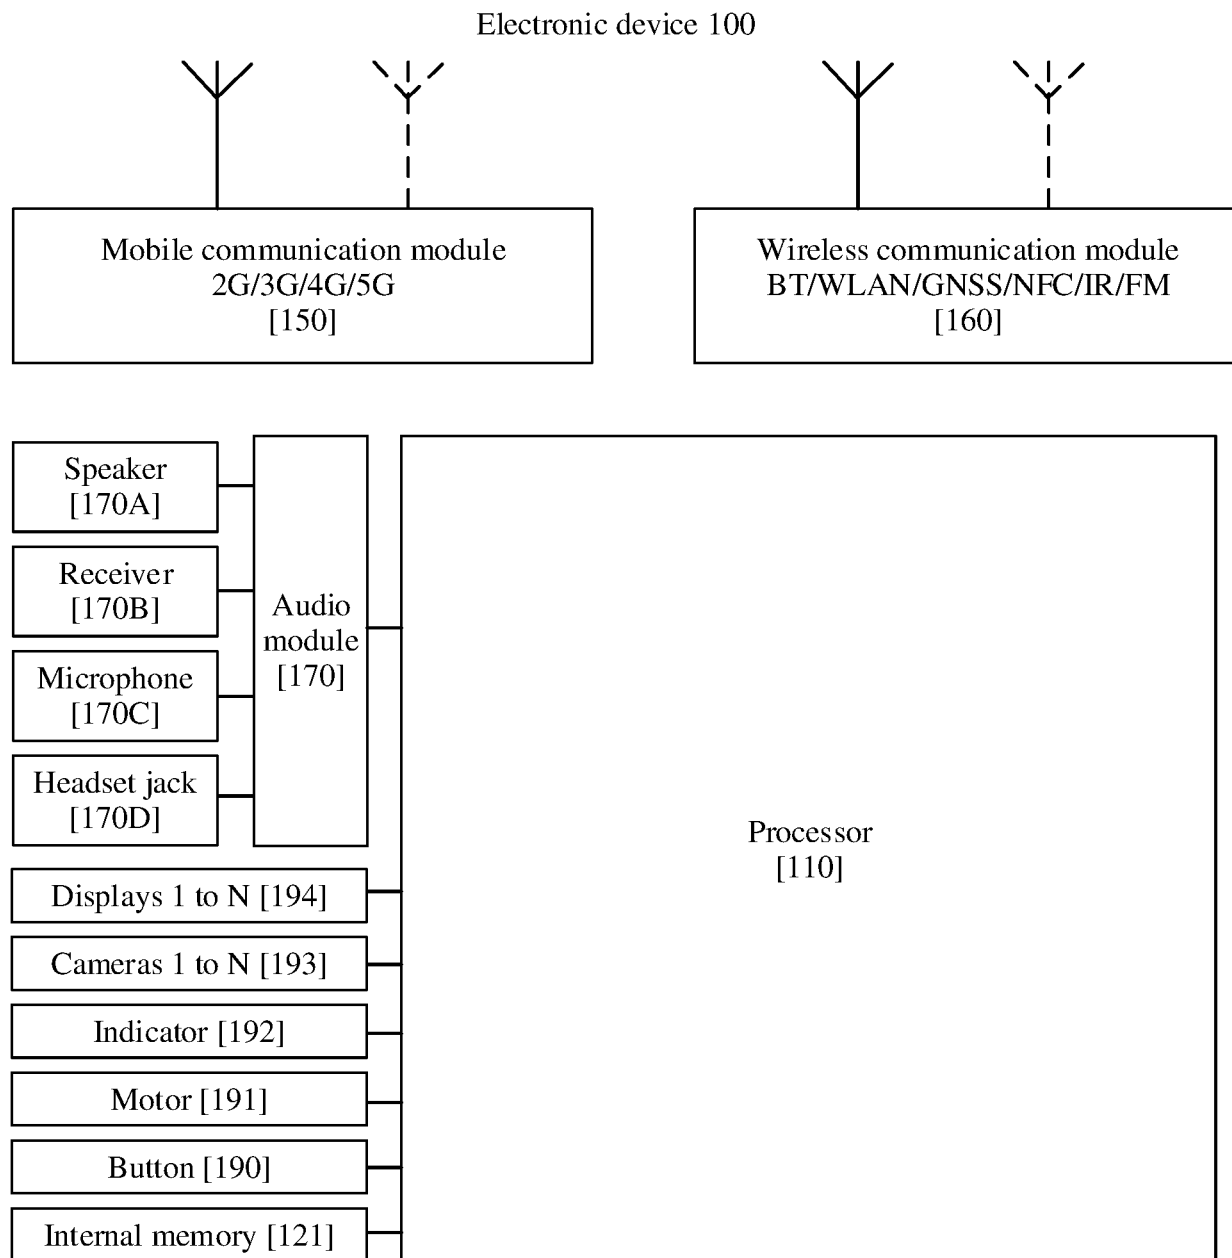 Electronic device 100
Mobile communication module
2G/3G/4G/5G
[150]
Wireless communication module
BT/WLAN/GNSS/NFC/IR/FM
[160]
Speaker
[170A]
Receiver
[170B]
Microphone
[170C]
Headset jack
[170D]
Audio
module
[170]
Processor
[110]
Displays 1 to N [194]
Cameras 1 to N [193]
Indicator [192]
Motor [191]
Button [190]
Internal memory [121]